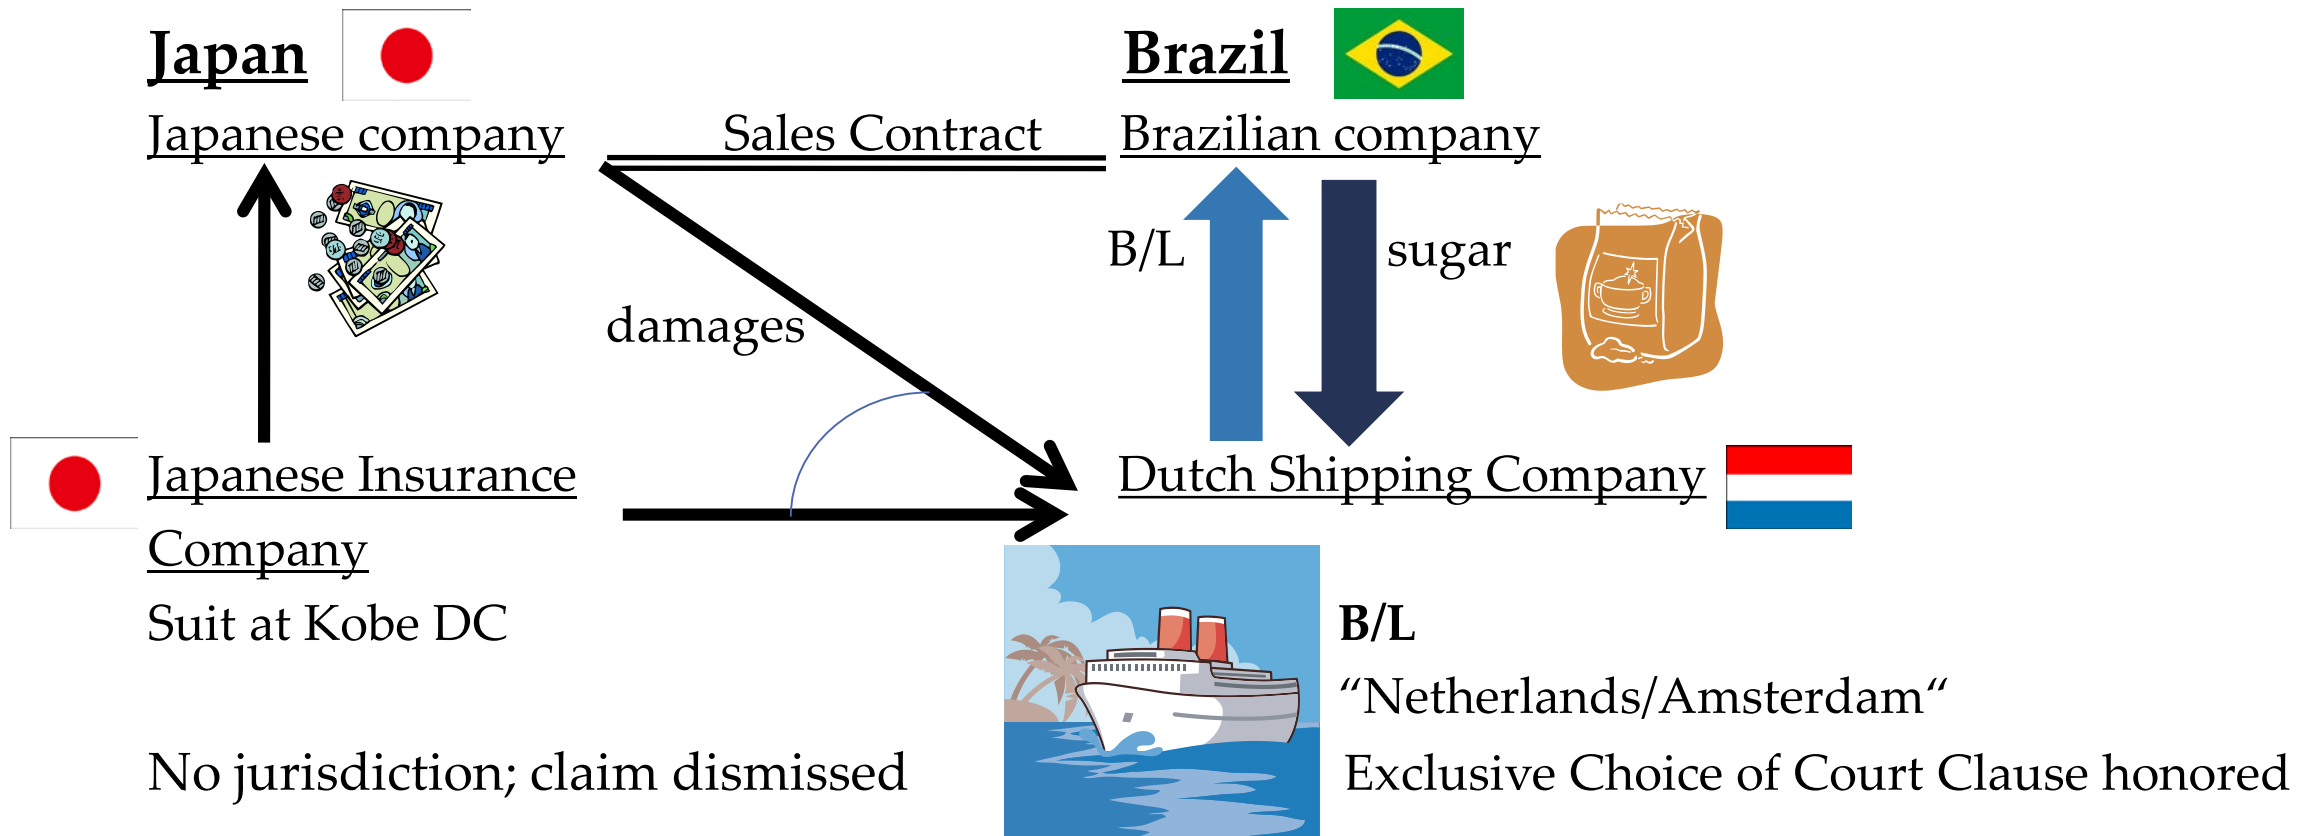 Japan
Brazil
Japanese company
Sales Contract
Brazilian company
B/L
sugar
damages
Japanese Insurance
Company
Dutch Shipping Company
Suit at Kobe DC
B/L
“Netherlands/Amsterdam“
No jurisdiction; claim dismissed
Exclusive Choice of Court Clause honored